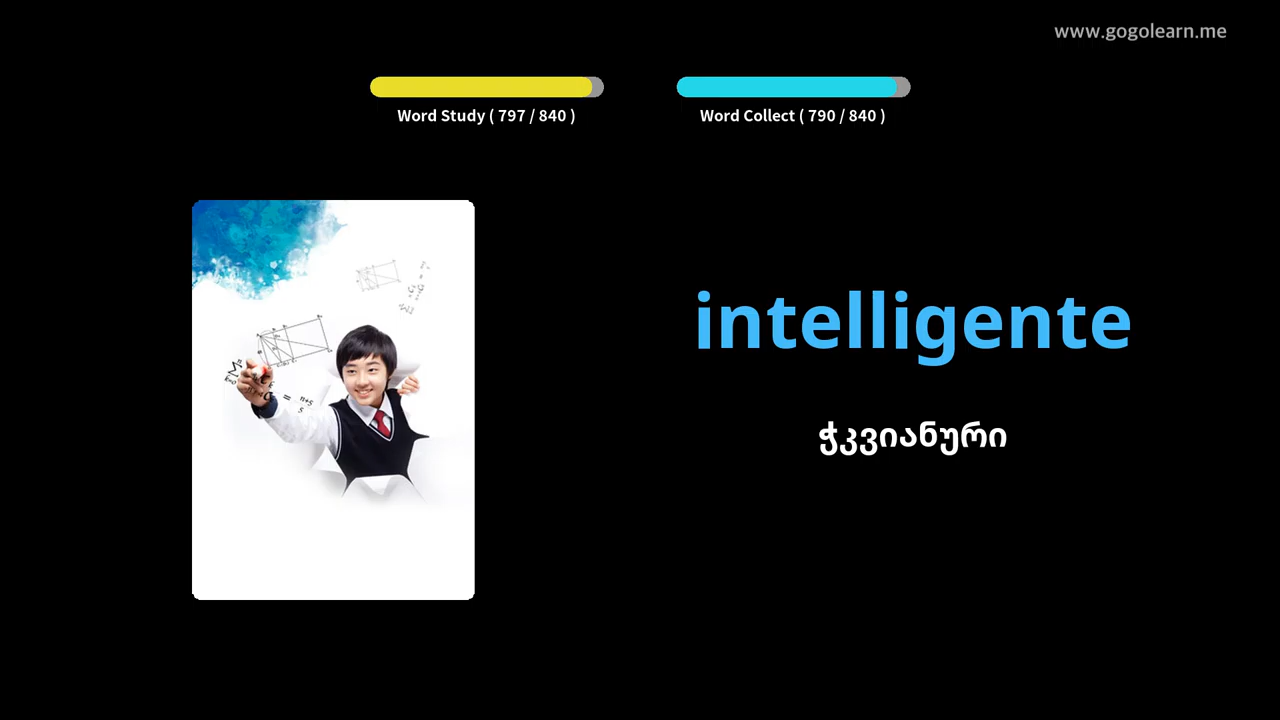 www.gogolearn.me
Word Study ( 797 / 840 )
Word Collect ( 790 / 840 )
intelligente
ჭკვიანური